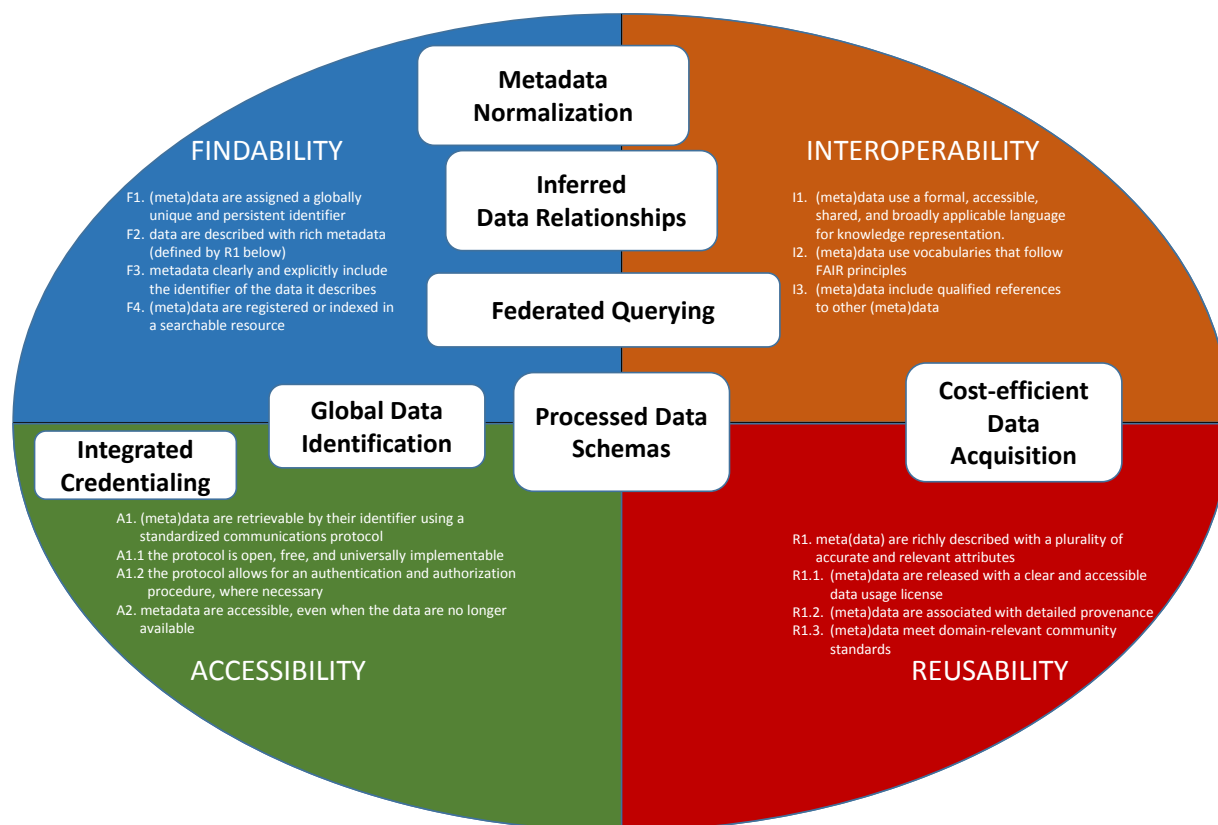 Metadata
Normalization
FINDABILITY
INTEROPERABILITY
Inferred
Data Relationships
F1. (meta)data are assigned a globally
unique and persistent identifier
F2. data are described with rich metadata
(defined by R1 below)
F3. metadata clearly and explicitly include
the identifier of the data it describes
F4. (meta)data are registered or indexed in
a searchable resource
I1. (meta)data use a formal, accessible,
shared, and broadly applicable language
for knowledge representation.
I2. (meta)data use vocabularies that follow
FAIR principles
I3. (meta)data include qualified references
to other (meta)data
Federated Querying
Global Data
Identification
Processed Data
Schemas
Cost-efficient
Data
Acquisition
Integrated
Credentialing
A1. (meta)data are retrievable by their identifier using a
standardized communications protocol
A1.1 the protocol is open, free, and universally implementable
A1.2 the protocol allows for an authentication and authorization
procedure, where necessary
A2. metadata are accessible, even when the data are no longer
available
ACCESSIBILITY
R1. meta(data) are richly described with a plurality of
accurate and relevant attributes
R1.1. (meta)data are released with a clear and accessible
data usage license
R1.2. (meta)data are associated with detailed provenance
R1.3. (meta)data meet domain-relevant community
standards
REUSABILITY